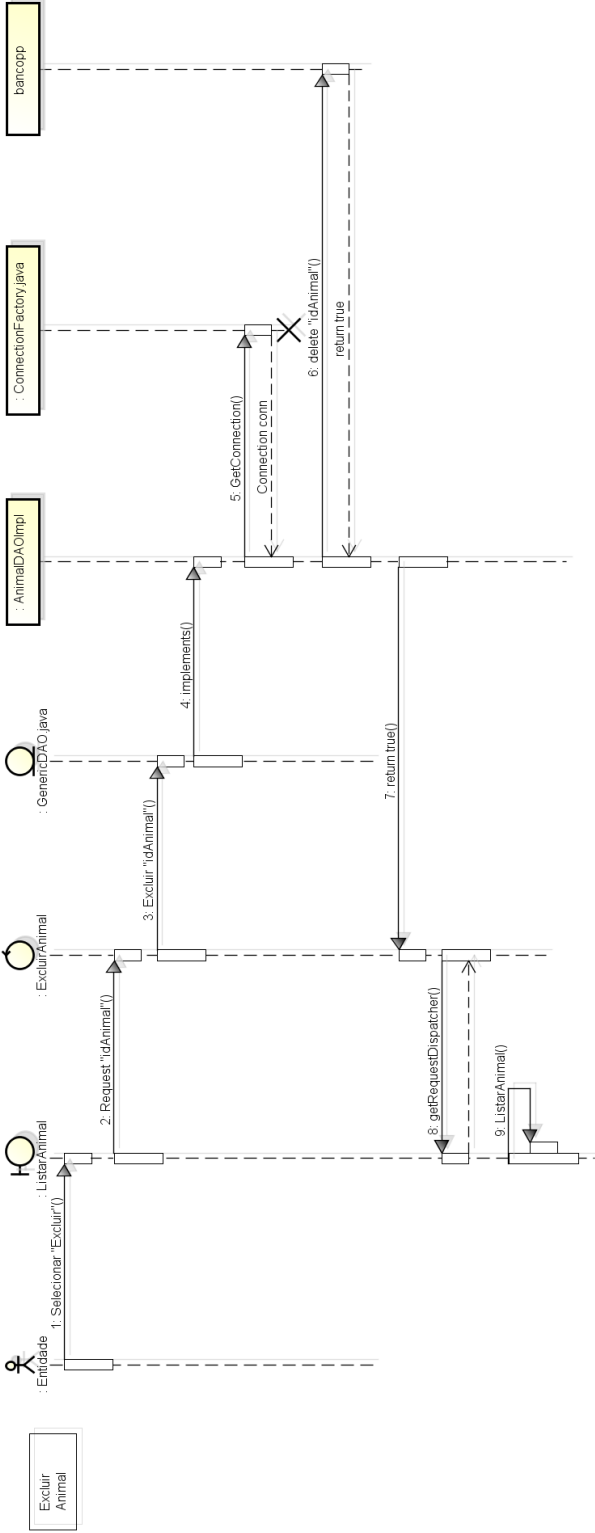 Excluir
Animal
: Entidade
: ListarAnimal
: ExcluirAnimal
: GenericDAO.java
: AnimalDAOImpl
: ConnectionFactory.java
bancopp
1: Selecionar "Excluir"()
2: Request "idAnimal"()
3: Excluir "idAnimal"()
4: implements()
5: GetConnection()
Connection conn
6: delete "idAnimal"()
return true
7: return true()
8: getRequestDispatcher()
9: ListarAnimal()